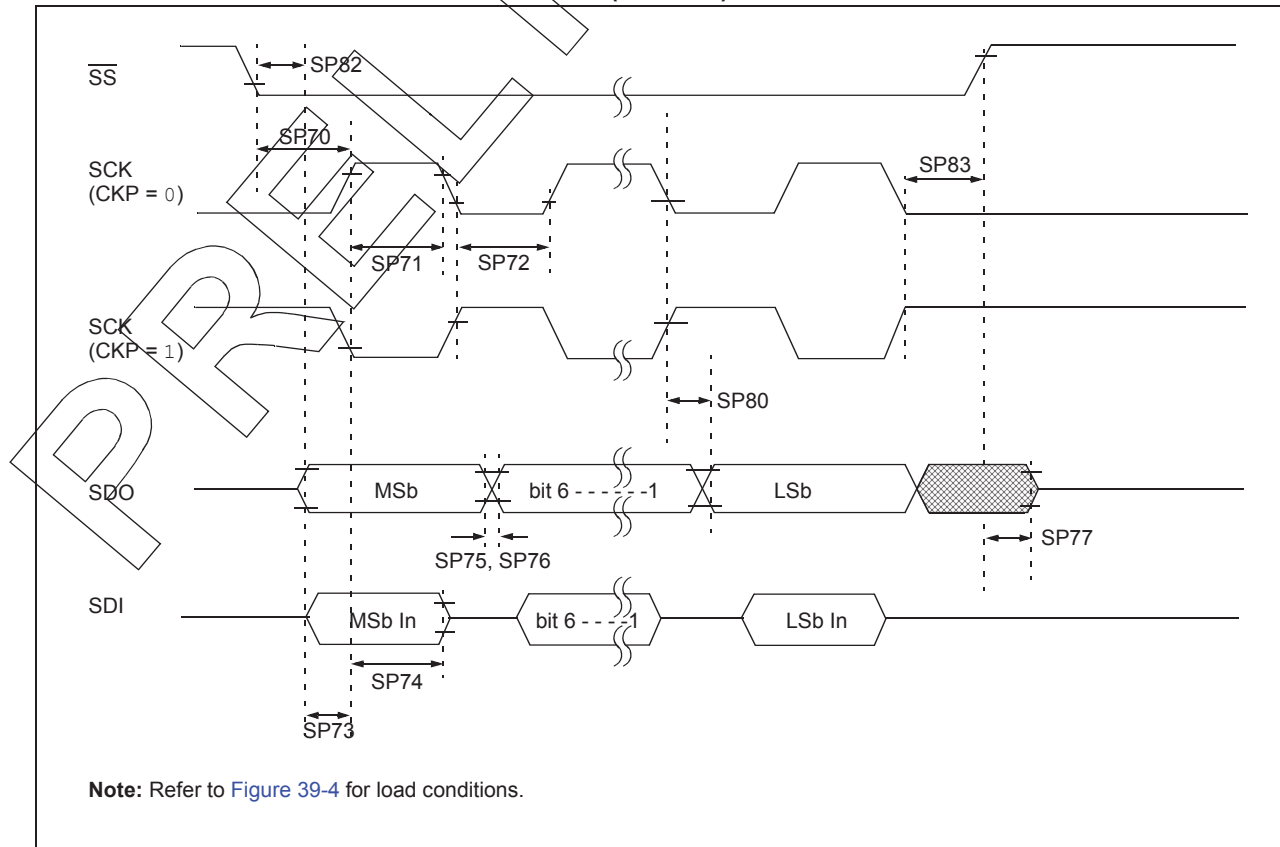 SS
SP82
SP70
SCK
(CKP = 0)
SP83
SP71
SP72
SCK
(CKP = 1)
SP80
SDO
MSb
bit 6 - - - - - -1
LSb
SP77
SP75, SP76
SDI
MSb In
bit 6 - - - -1
LSb In
SP74
SP73
Note: Refer to Figure 39-4 for load conditions.
PREL